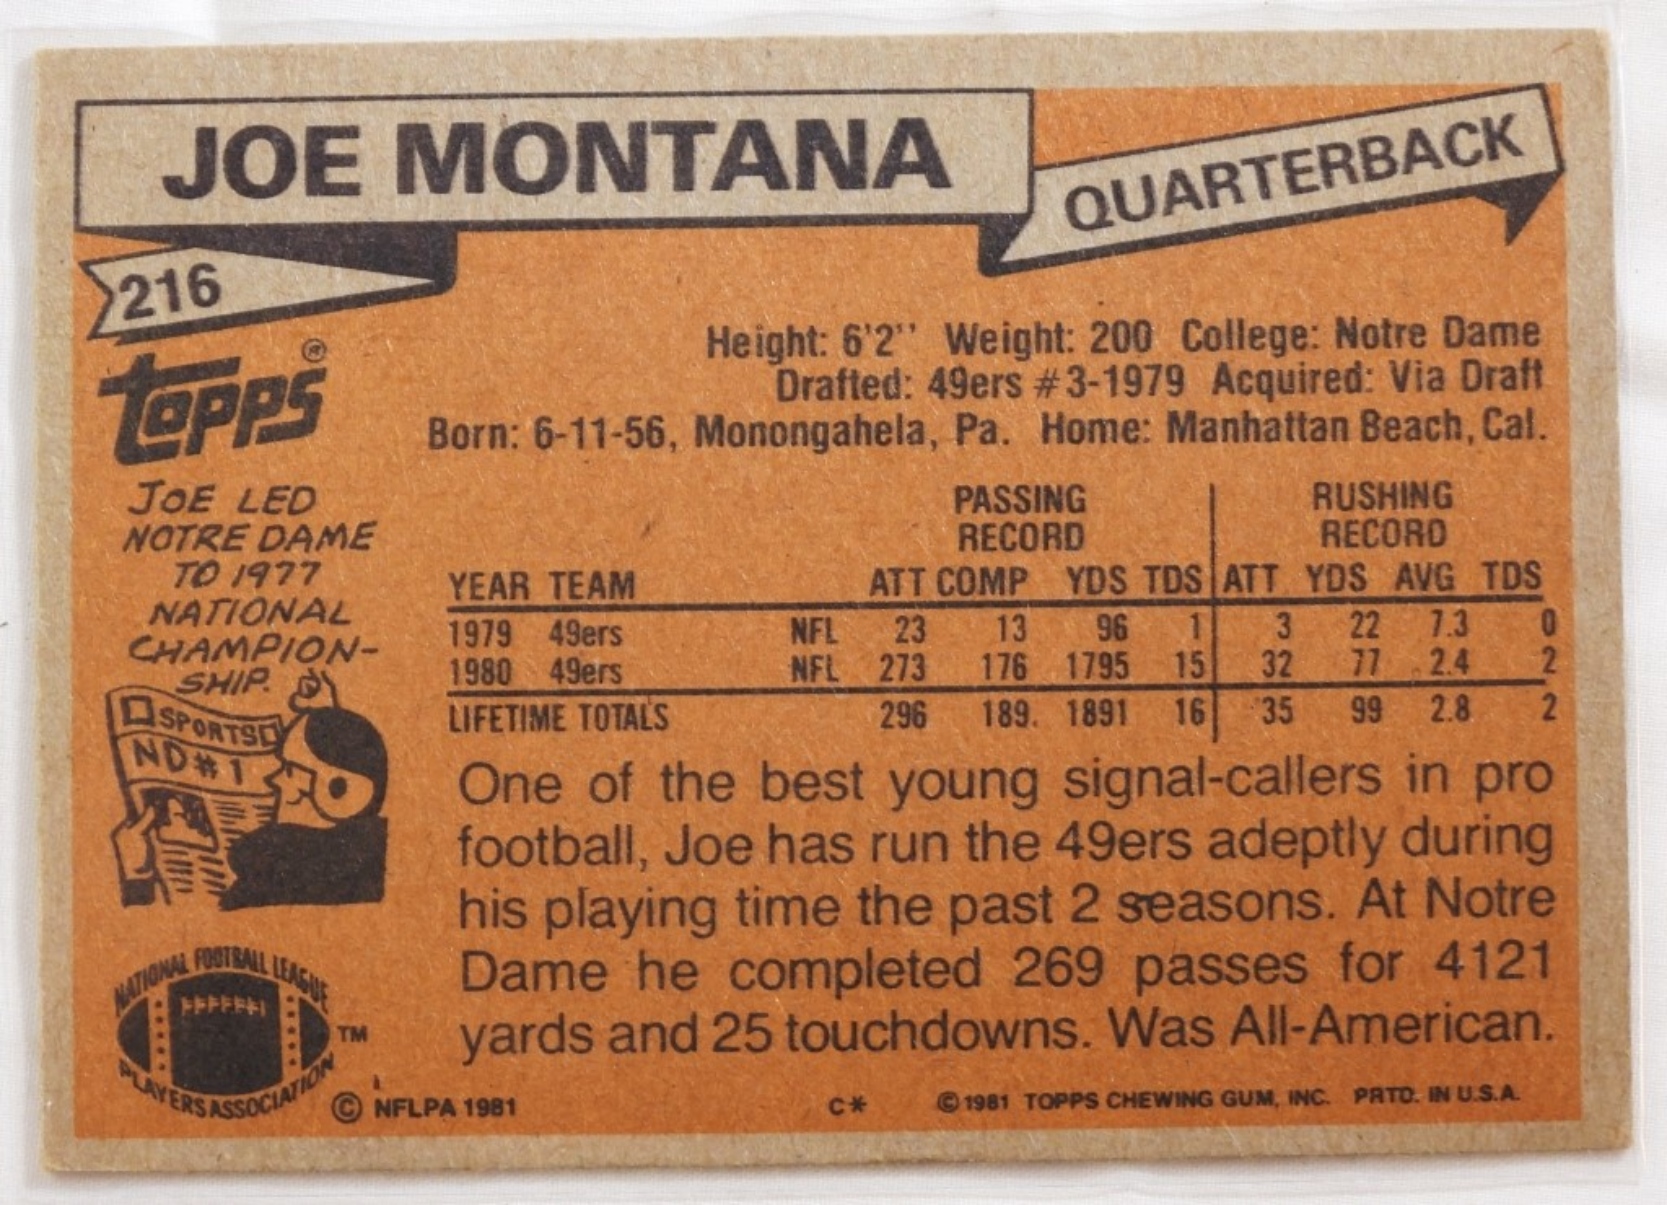 JOE MONTANA
QUARTERBACK
216
topps®
Height: 6'2'' Weight: 200 College: Notre Dame
Drafted: 49ers #3-1979 Acquired: Via Draft
Born: 6-11-56, Monongahela, Pa. Home: Manhattan Beach, Cal.
JOE LED
NOTRE DAME
TO 1977
NATIONAL
CHAMPION-
SHIP.
SPORTS
ND#1
PASSING RUSHING
RECORD RECORD
YEAR TEAM ATT COMP YDS TDS ATT YDS AVG TDS
1979 49ers NFL 23 13 96 1 3 22 7.3 0
1980 49ers NFL 273 176 1795 15 32 77 2.4 2
LIFETIME TOTALS 296 189. 1891 16 35 99 2.8 2
One of the best young signal-callers in pro
football, Joe has run the 49ers adeptly during
his playing time the past 2 seasons. At Notre
Dame he completed 269 passes for 4121
yards and 25 touchdowns. Was All-American.
NATIONAL FOOTBALL LEAGUE
PLAYERS ASSOCIATION
TM
© NFLPA 1981
C*
©1981 TOPPS CHEWING GUM, INC. PRTD. IN U.S.A.